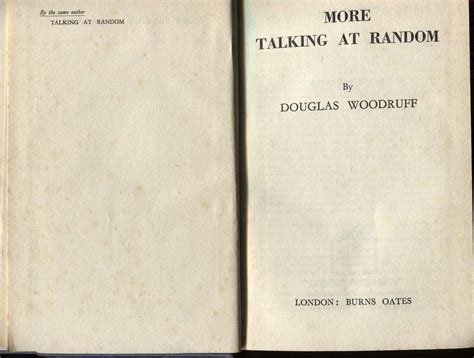 By the same author
TALKING AT RANDOM
MORE
TALKING AT RANDOM
By
DOUGLAS WOODRUFF
LONDON: BURNS OATES